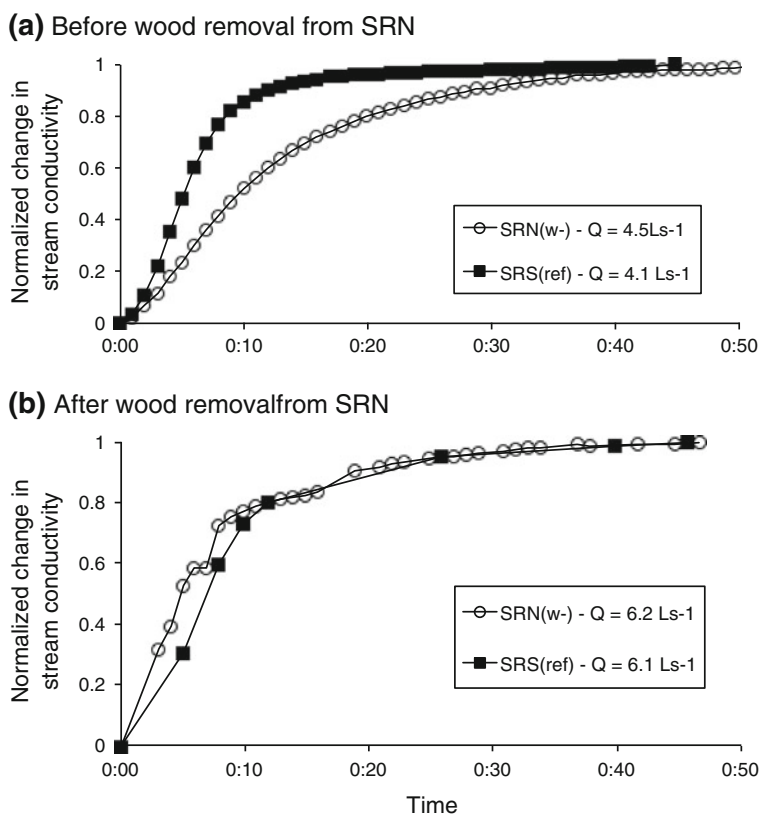 (a) Before wood removal from SRN
Normalized change in
stream conductivity
1
0.8
0.6
0.4
0.2
0
0:00 0:10 0:20 0:30 0:40 0:50
SRN(w-) - Q = 4.5Ls-1
SRS(ref) - Q = 4.1 Ls-1
(b) After wood removalfrom SRN
Normalized change in
stream conductivity
1
0.8
0.6
0.4
0.2
0
0:00 0:10 0:20 0:30 0:40 0:50
SRN(w-) - Q = 6.2 Ls-1
SRS(ref) - Q = 6.1 Ls-1
Time